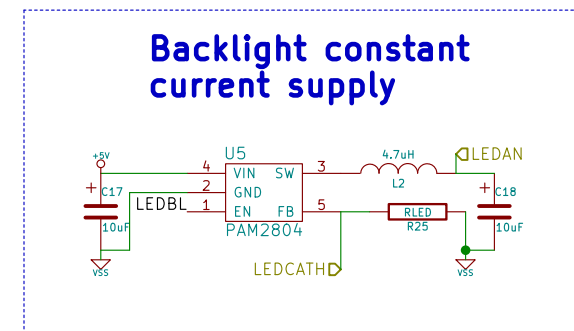 Backlight constant
current supply
+5V
U5
4.7uH
LEDAN
4 VIN SW 3
L2
+ C17
2 GND
+ C18
LEDBL 1 EN FB 5
RLED
10uF
PAM2804
R25
10uF
LEDCATH
VSS
VSS